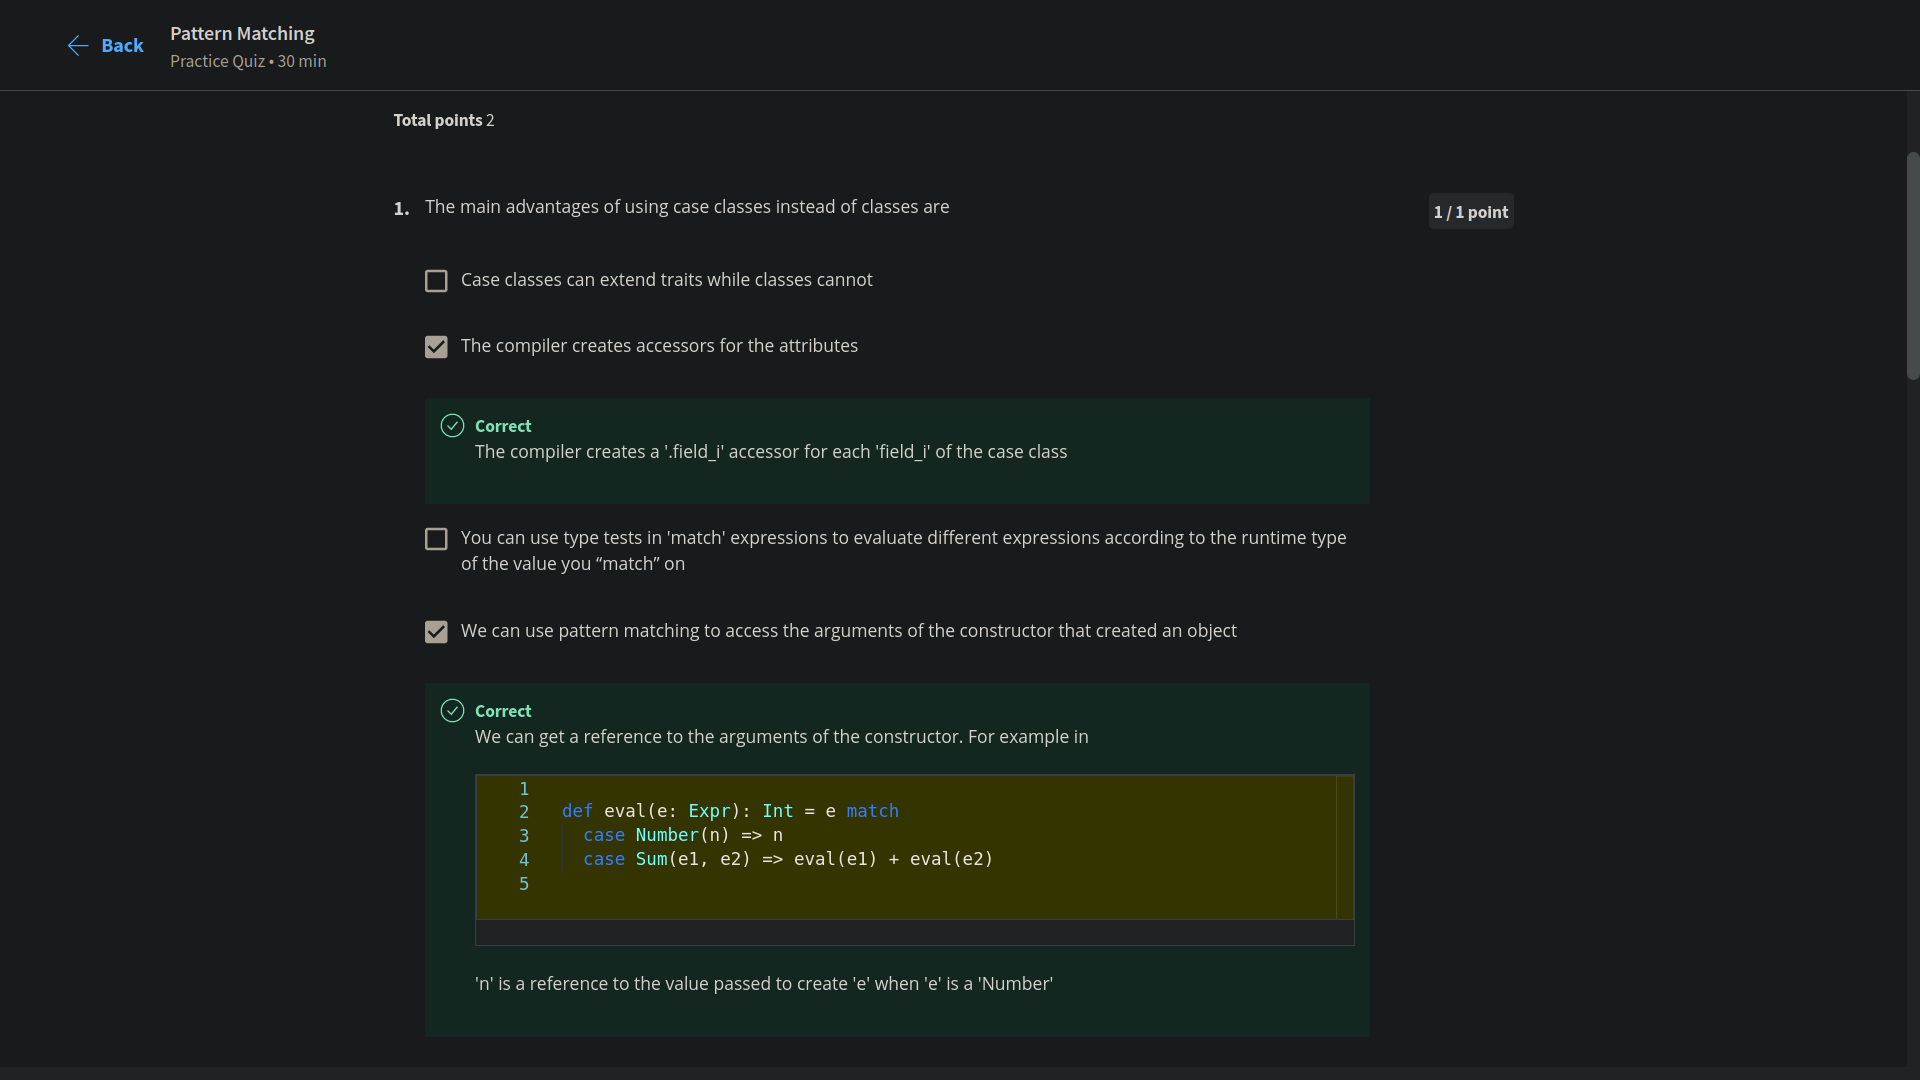 Back
Pattern Matching
Practice Quiz • 30 min
Total points 2
1. The main advantages of using case classes instead of classes are
1 / 1 point
Case classes can extend traits while classes cannot
The compiler creates accessors for the attributes
Correct
The compiler creates a '.field_i' accessor for each 'field_i' of the case class
You can use type tests in 'match' expressions to evaluate different expressions according to the runtime type
of the value you “match” on
We can use pattern matching to access the arguments of the constructor that created an object
Correct
We can get a reference to the arguments of the constructor. For example in
1
2 def eval(e: Expr): Int = e match
3 case Number(n) => n
4 case Sum(e1, e2) => eval(e1) + eval(e2)
5
'n' is a reference to the value passed to create 'e' when 'e' is a 'Number'